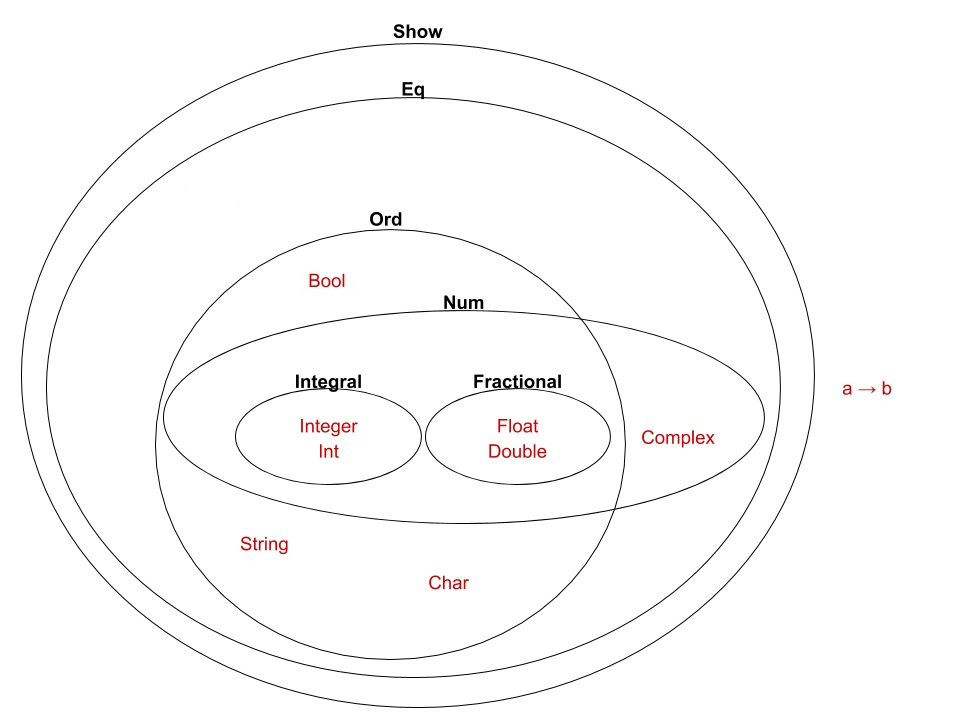 Show
Eq
Ord
Bool
Num
Integral
Fractional
Integer
Int
Float
Double
Complex
a → b
String
Char